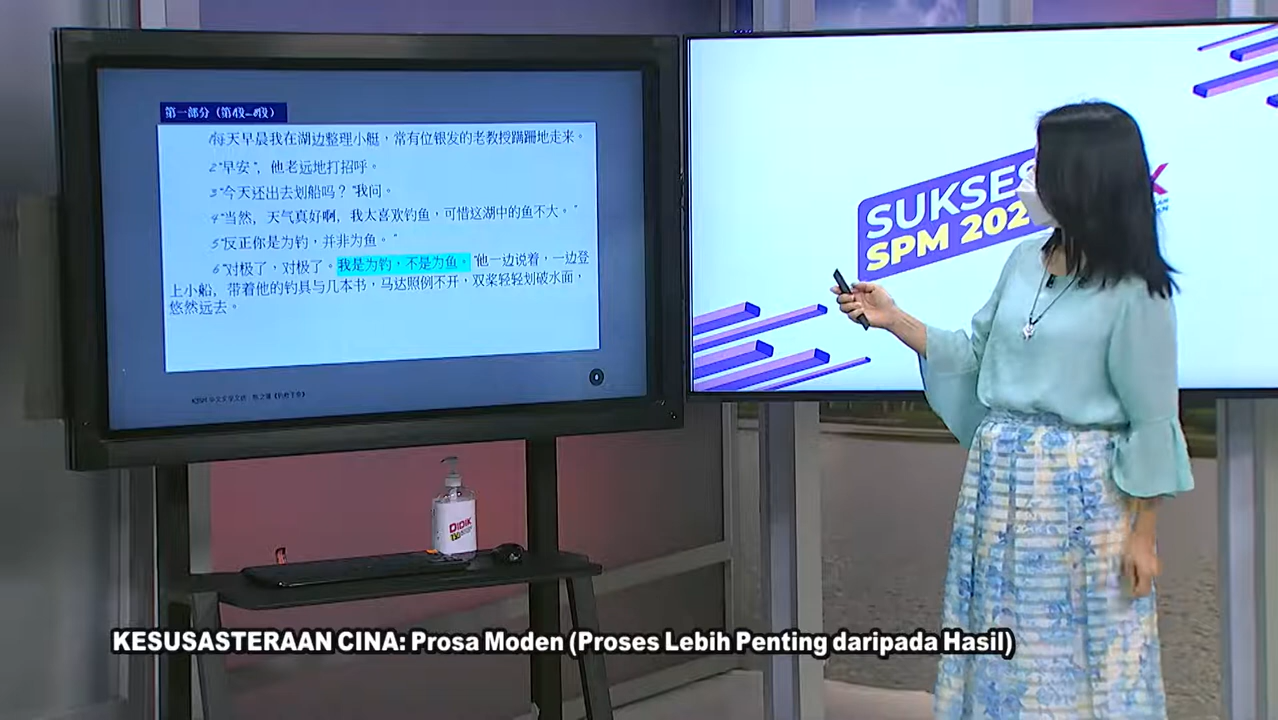 第一部分（第1段-6段）
1每天早晨我在湖边整理小艇，常有位银发的老教授蹒跚地走来。
2“早安”，他老远地打招呼。
3“今天还出去划船吗？”我问。
4“当然，天气真好啊，我太喜欢钓鱼，可惜这湖中的鱼不大。”
5“反正你是为钓，并非为鱼。”
6“对极了，对极了。我是为钓，不是为鱼。”他一边说着，一边登
上小船，带着他的钓具与几本书，马达照例不开，双桨轻轻划破水面，
悠然远去。
SUKSES
SPM 202
DIDIK
KESUSASTERAAN CINA: Prosa Moden (Proses Lebih Penting daripada Hasil)